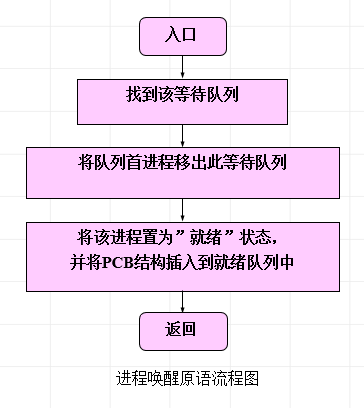 入口
找到该等待队列
将队列首进程移出此等待队列
将该进程置为”就绪”状态，
并将PCB结构插入到就绪队列中
返回
进程唤醒原语流程图